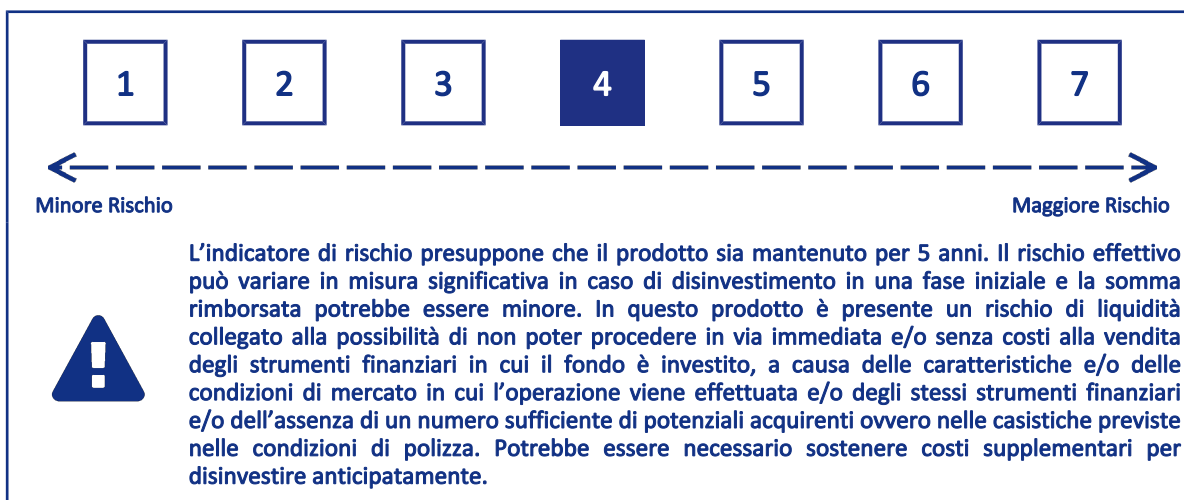 1 2 3 4 5 6 7
Minore Rischio Maggiore Rischio
L’indicatore di rischio presuppone che il prodotto sia mantenuto per 5 anni. Il rischio effettivo
può variare in misura significativa in caso di disinvestimento in una fase iniziale e la somma
rimborsata potrebbe essere minore. In questo prodotto è presente un rischio di liquidità
collegato alla possibilità di non poter procedere in via immediata e/o senza costi alla vendita
degli strumenti finanziari in cui il fondo è investito, a causa delle caratteristiche e/o delle
condizioni di mercato in cui l’operazione viene effettuata e/o degli stessi strumenti finanziari
e/o dell’assenza di un numero sufficiente di potenziali acquirenti ovvero nelle casistiche previste
nelle condizioni di polizza. Potrebbe essere necessario sostenere costi supplementari per
disinvestire anticipatamente.